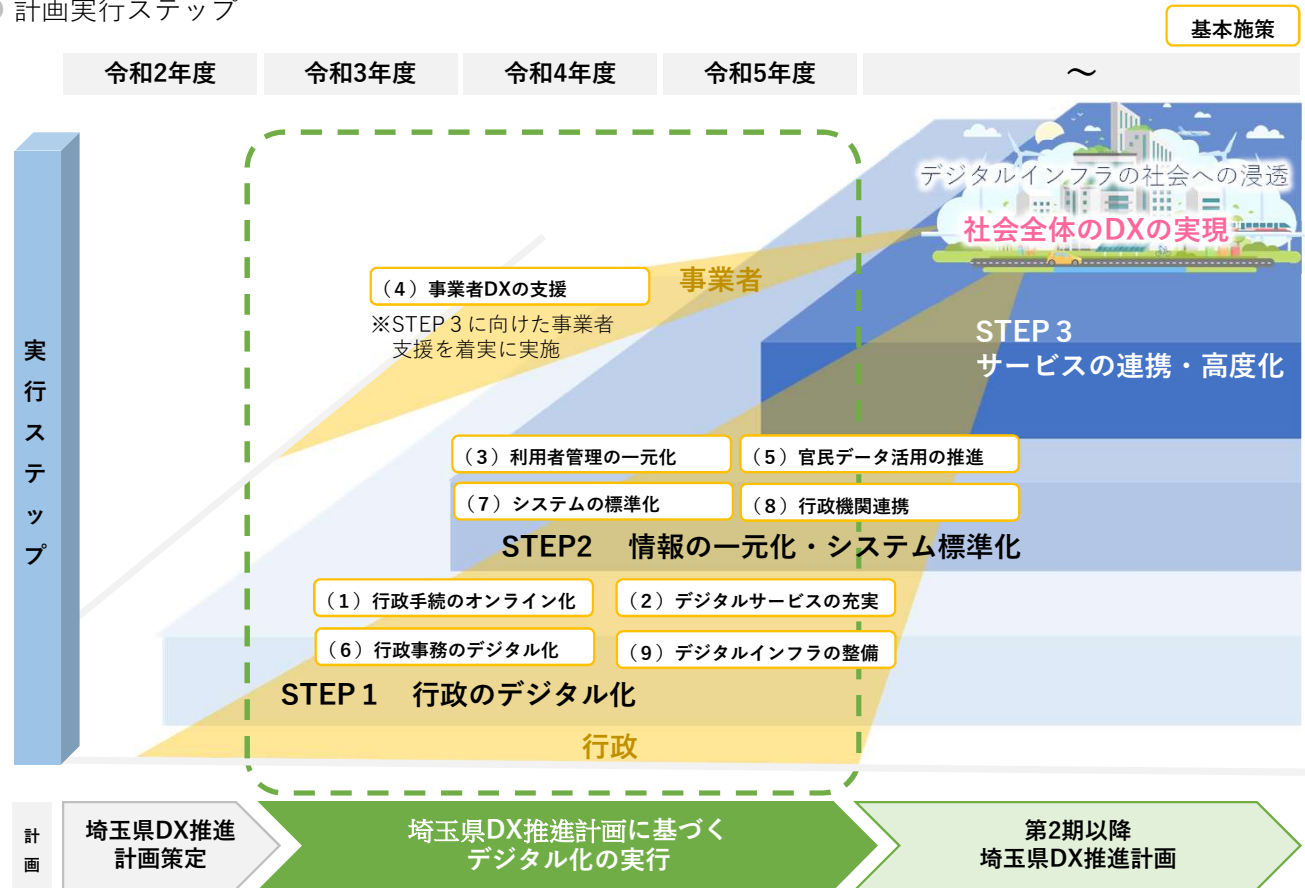 計画実行ステップ
基本施策
令和2年度
令和3年度
令和4年度
令和5年度
～
デジタルインフラの社会への浸透
社会全体のDXの実現
事業者
（4）事業者DXの支援
※STEP３に向けた事業者
支援を着実に実施
STEP３
サービスの連携・高度化
実行ステップ
（3）利用者管理の一元化
（5）官民データ活用の推進
（7）システムの標準化
（8）行政機関連携
STEP2　情報の一元化・システム標準化
（1）行政手続のオンライン化
（2）デジタルサービスの充実
（6）行政事務のデジタル化
（9）デジタルインフラの整備
STEP１　行政のデジタル化
行政
計画
埼玉県DX推進
計画策定
埼玉県DX推進計画に基づく
デジタル化の実行
第2期以降
埼玉県DX推進計画